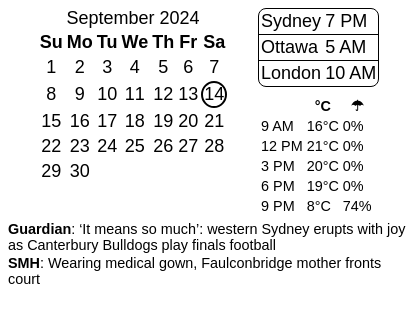 September 2024
Su Mo Tu We Th Fr Sa
1 2 3 4 5 6 7
8 9 10 11 12 13 14
15 16 17 18 19 20 21
22 23 24 25 26 27 28
29 30
Sydney 7 PM
Ottawa 5 AM
London 10 AM
°C ☂
9 AM 16°C 0%
12 PM 21°C 0%
3 PM 20°C 0%
6 PM 19°C 0%
9 PM 8°C 74%
Guardian: ‘It means so much’: western Sydney erupts with joy
as Canterbury Bulldogs play finals football
SMH: Wearing medical gown, Faulconbridge mother fronts
court